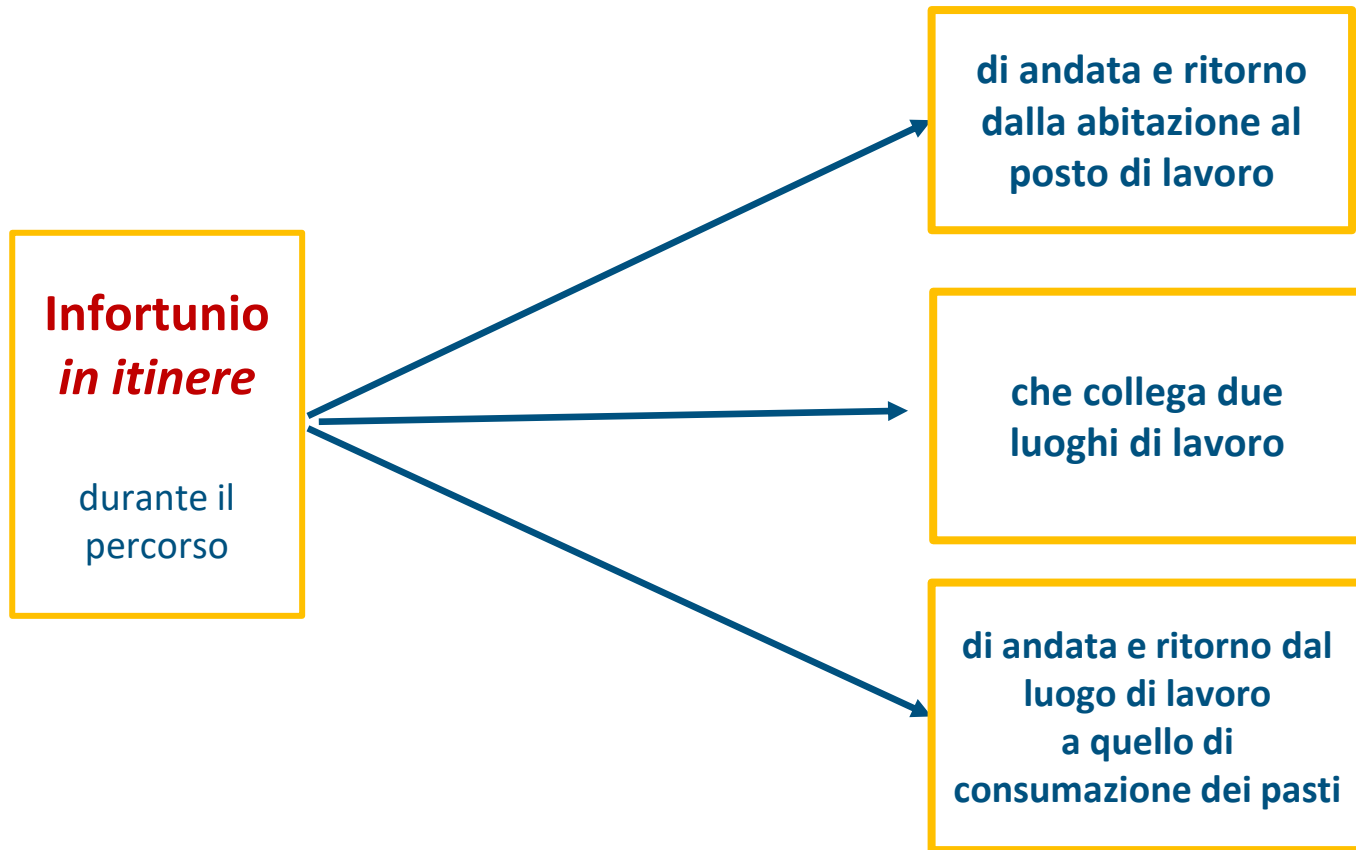 Infortunio
in itinere
durante il
percorso
di andata e ritorno
dalla abitazione al
posto di lavoro
che collega due
luoghi di lavoro
di andata e ritorno dal
luogo di lavoro
a quello di
consumazione dei pasti